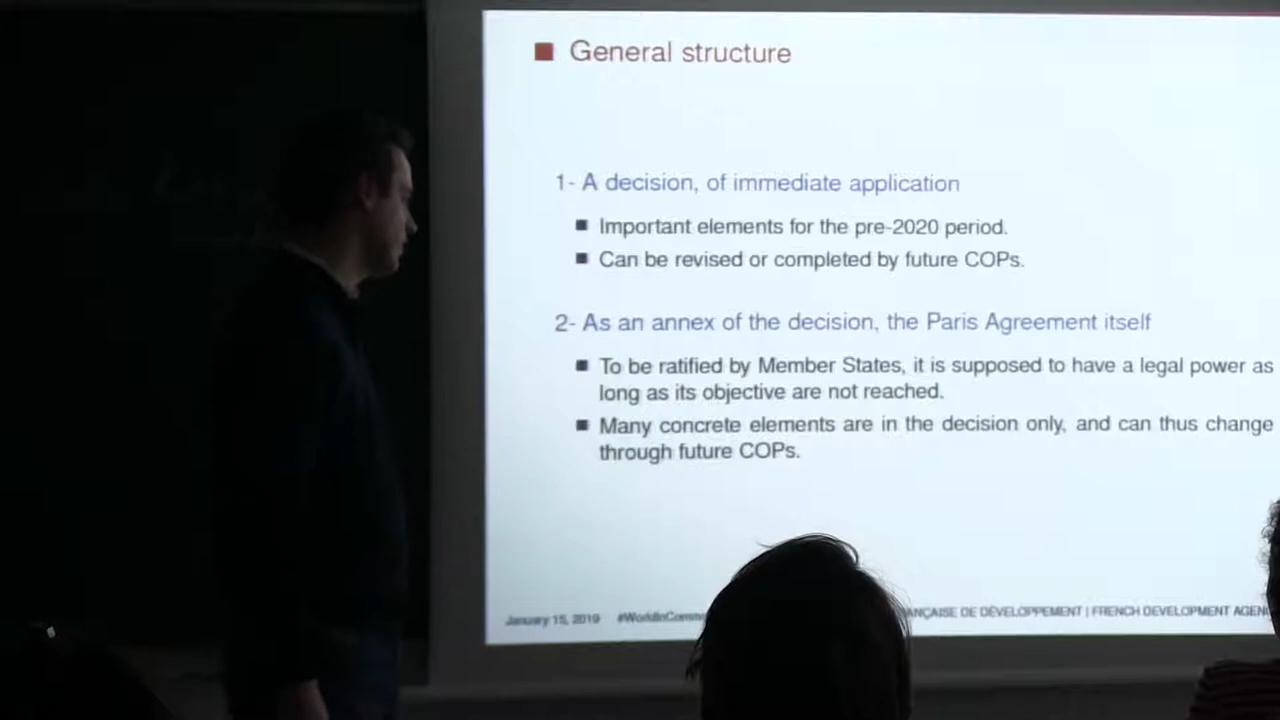 General structure
1- A decision, of immediate application
Important elements for the pre-2020 period.
Can be revised or completed by future COPs.
2- As an annex of the decision, the Paris Agreement itself
To be ratified by Member States, it is supposed to have a legal power as
long as its objective are not reached.
Many concrete elements are in the decision only, and can thus change
through future COPs.
January 15, 2019 #WorldInComm ANÇAISE DE DÉVELOPPEMENT | FRENCH DEVELOPMENT AGEN